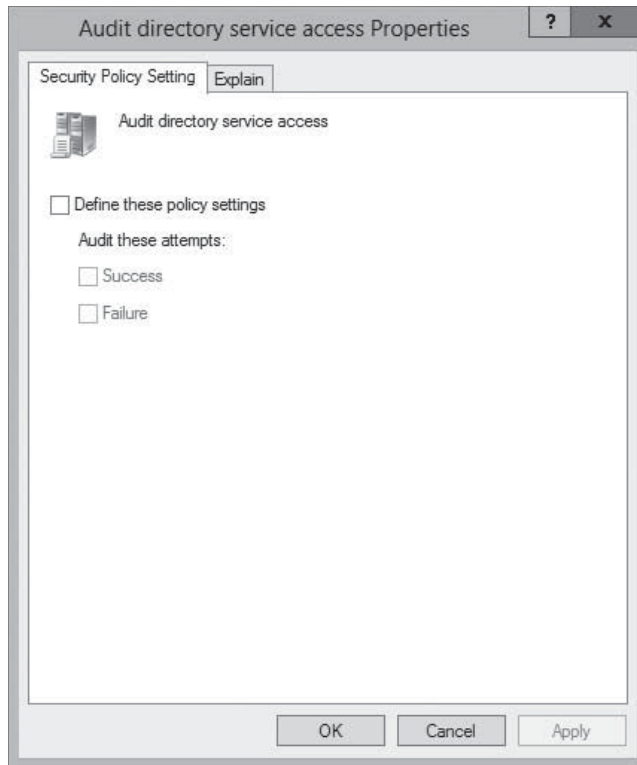 Audit directory service access Properties
? x
Security Policy Setting Explain
Audit directory service access
Define these policy settings
Audit these attempts:
Success
Failure
OK Cancel Apply